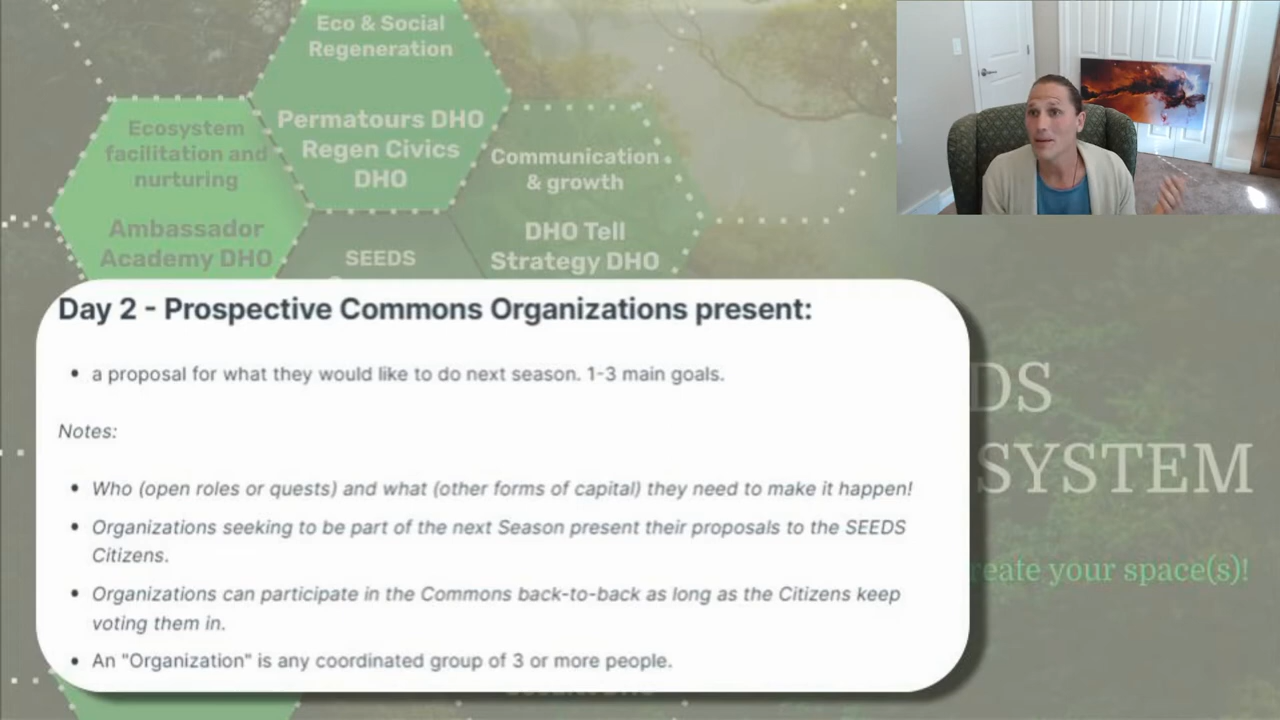 Eco & Social
Regeneration
Permatours DHO
Regen Civics
DHO
Ecosystem
facilitation and
nurturing
Ambassador
Academy DHO
Communication
& growth
DHO Tell
Strategy DHO
SEEDS
Day 2 - Prospective Commons Organizations present:
• a proposal for what they would like to do next season. 1-3 main goals.
Notes:
• Who (open roles or quests) and what (other forms of capital) they need to make it happen!
• Organizations seeking to be part of the next Season present their proposals to the SEEDS
Citizens.
• Organizations can participate in the Commons back-to-back as long as the Citizens keep
voting them in.
• An "Organization" is any coordinated group of 3 or more people.
DS
SYSTEM
reate your space(s)!